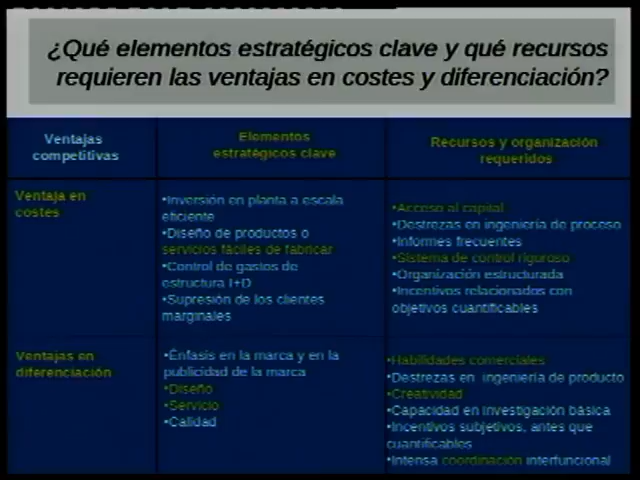 ¿Qué elementos estratégicos clave y qué recursos
requieren las ventajas en costes y diferenciación?
Ventajas
competitivas
Elementos
estratégicos clave
Recursos y organización
requeridos
Ventaja en
costes
•Inversión en planta a escala
eficiente
•Diseño de productos o
servicios fáciles de fabricar
•Control de gastos de
estructura I+D
•Supresión de los clientes
marginales
•Acceso al capital
•Destrezas en ingeniería de proceso
•Informes frecuentes
•Sistema de control riguroso
•Organización estructurada
•Incentivos relacionados con
objetivos cuantificables
Ventajas en
diferenciación
•Énfasis en la marca y en la
publicidad de la marca
•Diseño
•Servicio
•Calidad
•Habilidades comerciales
•Destrezas en ingeniería de producto
•Creatividad
•Capacidad en investigación básica
•Incentivos subjetivos, antes que
cuantificables
•Intensa coordinación interfuncional